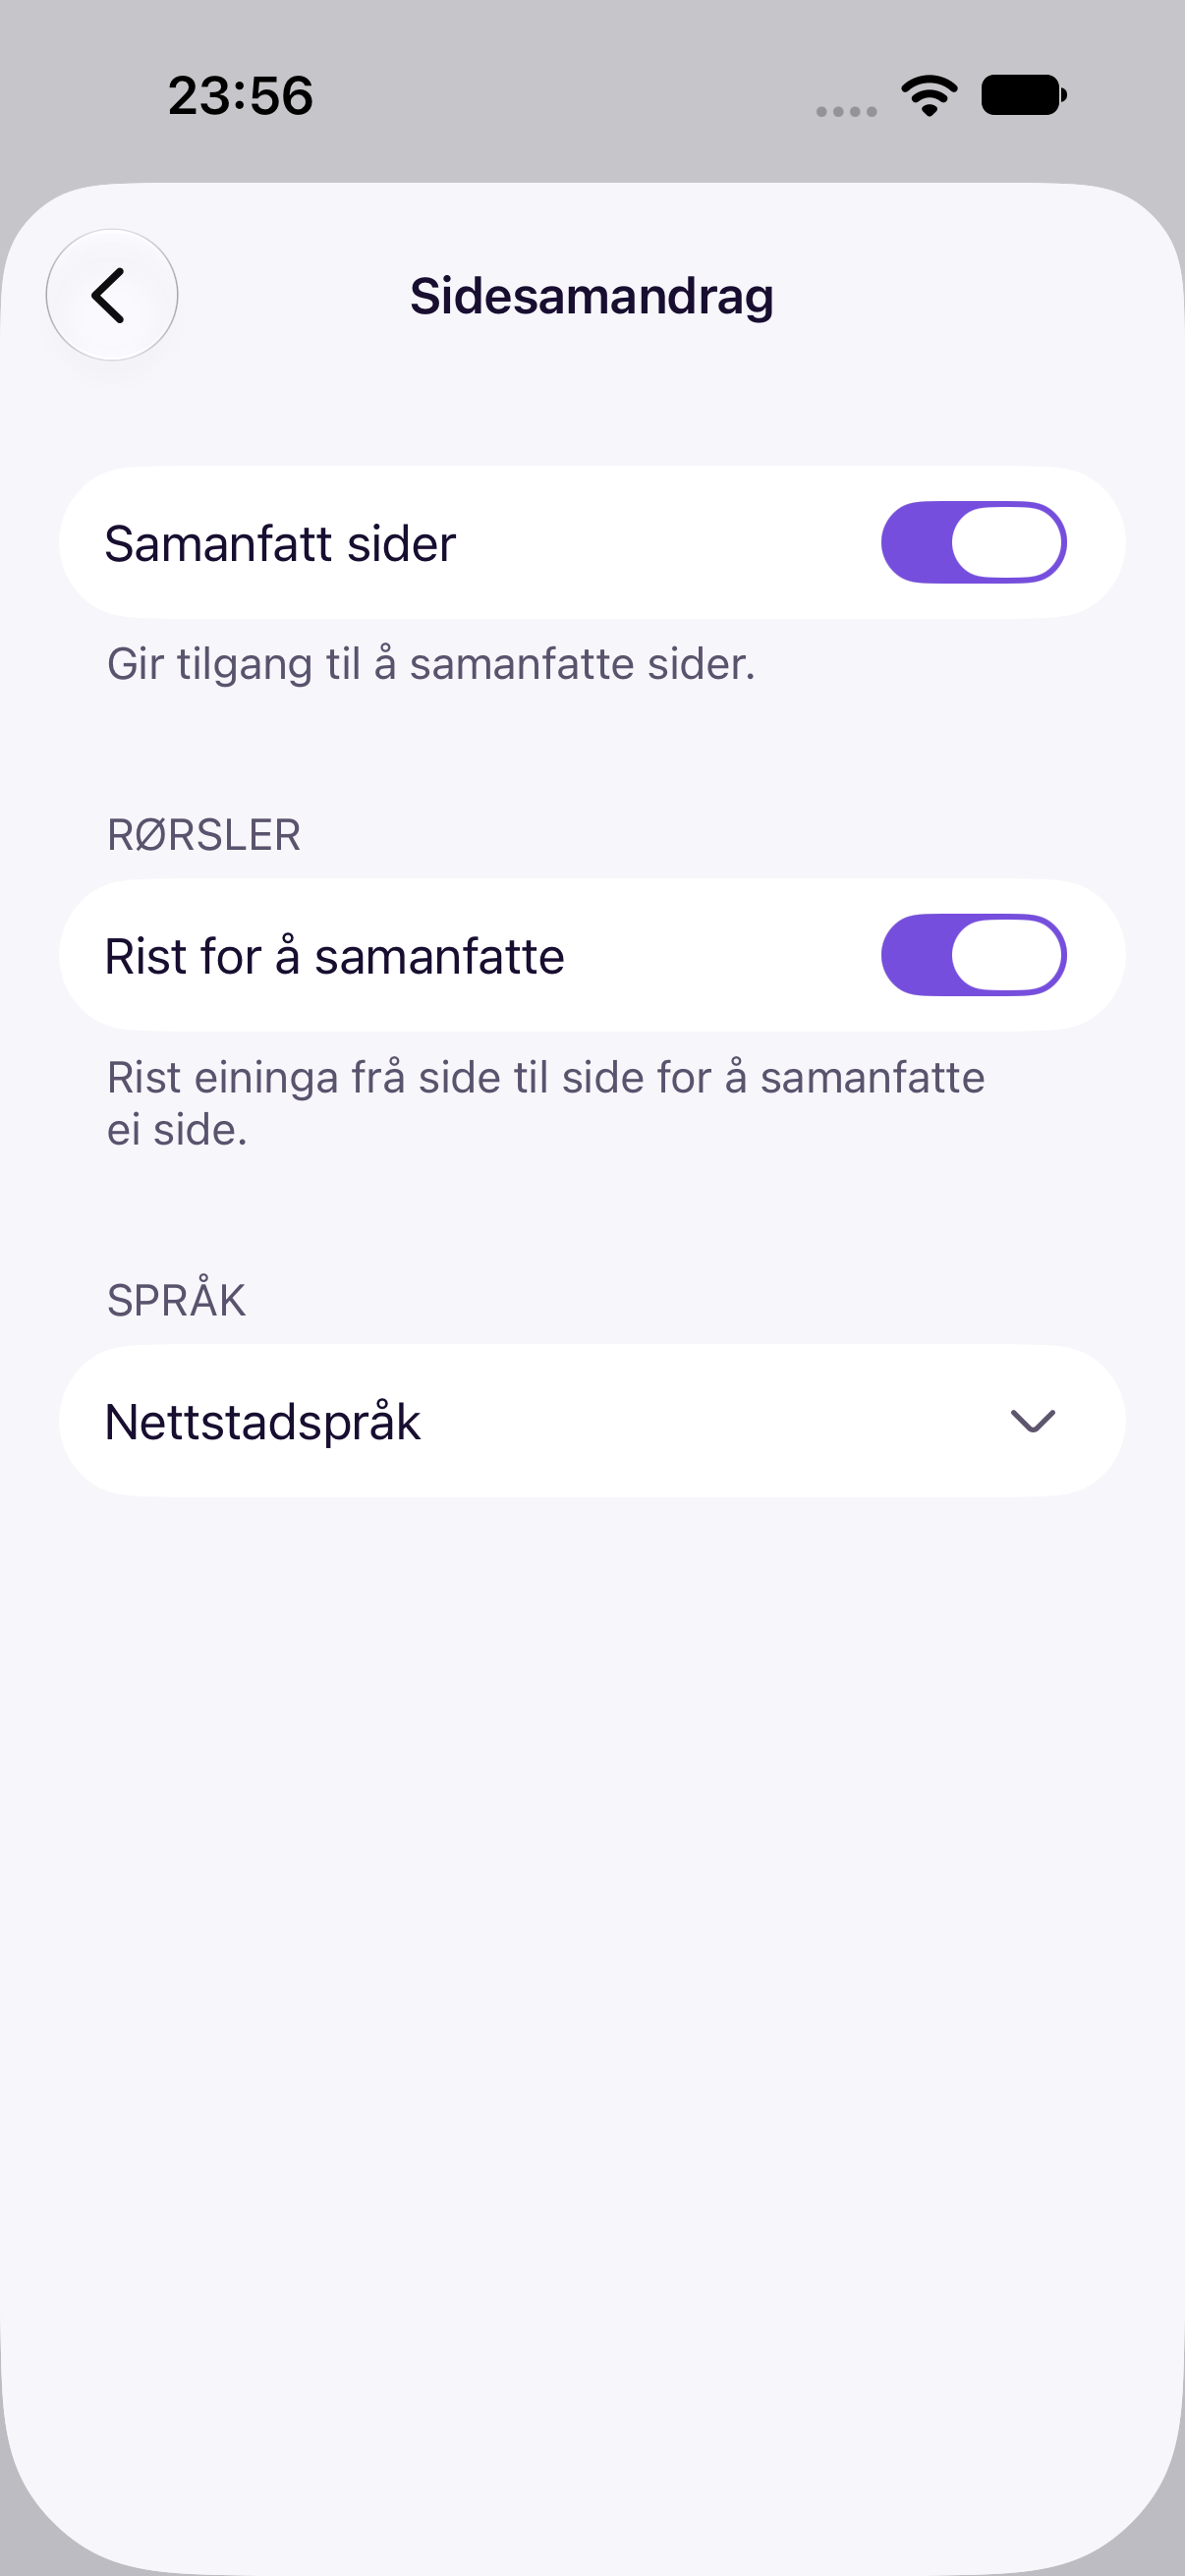 23:56
Sidesamandrag
Samanfatt sider
Gir tilgang til å samanfatte sider.
RØRSLER
Rist for å samanfatte
Rist eininga frå side til side for å samanfatte
ei side.
SPRÅK
Nettstadspråk